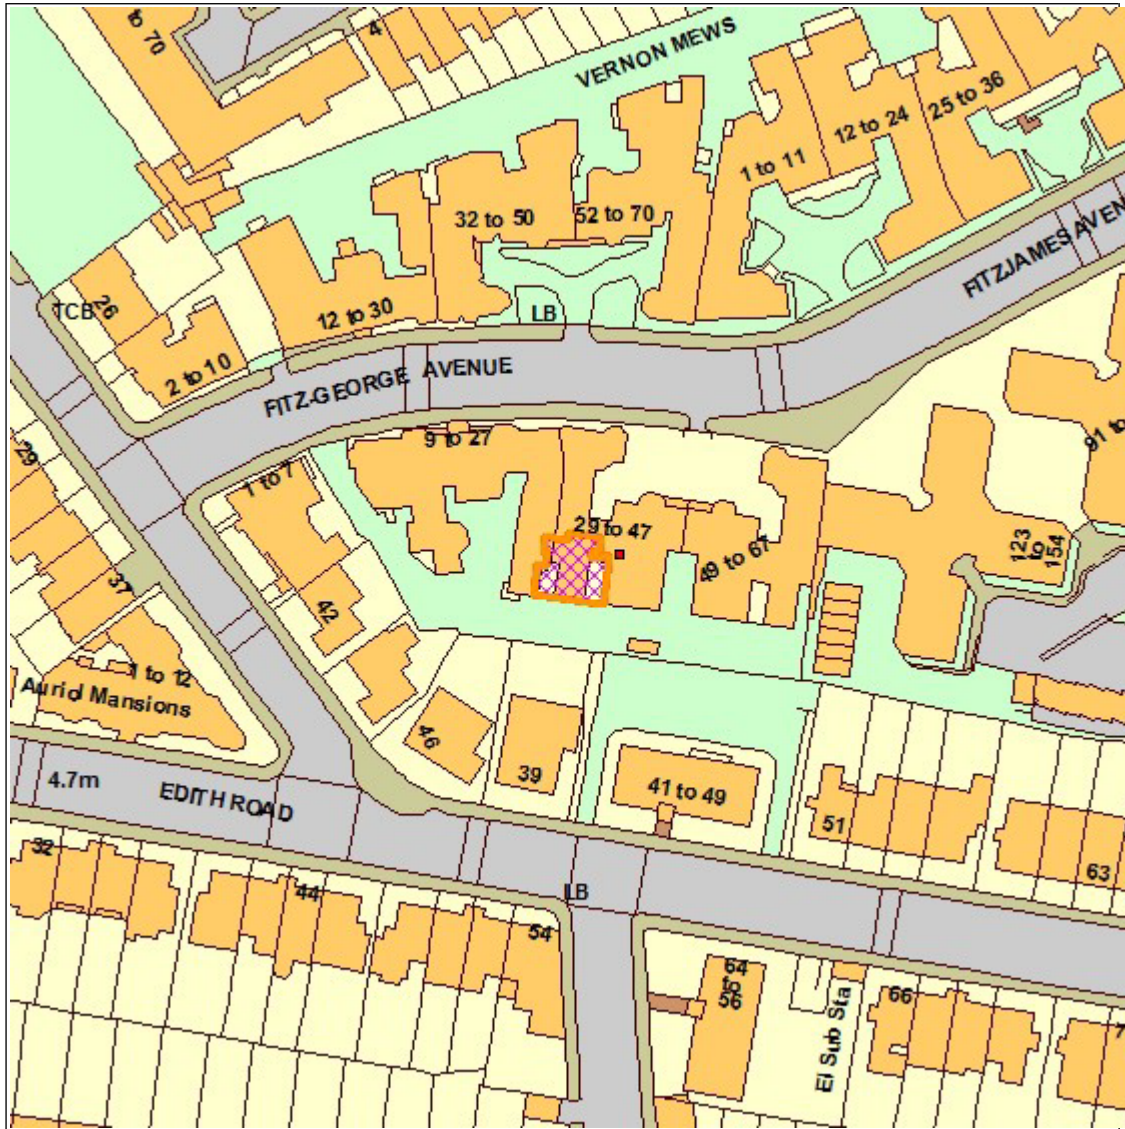 to 70
4
VERNON MEWS
25 to 36
12 to 24
1 to 11
32 to 50
52 to 70
FITZJAMES AVEN
TCB
26
12 to 30
LB
2 to 10
FITZ-GEORGE AVENUE
9 to 27
29
1 to 7
29 to 47
49 to 67
91 to
123
to
154
37
42
1 to 12
Auriol Mansions
46
39
41 to 49
4.7m
EDITH ROAD
51
63
32
44
LB
54
64
to
56
66
El Sub Sta
7